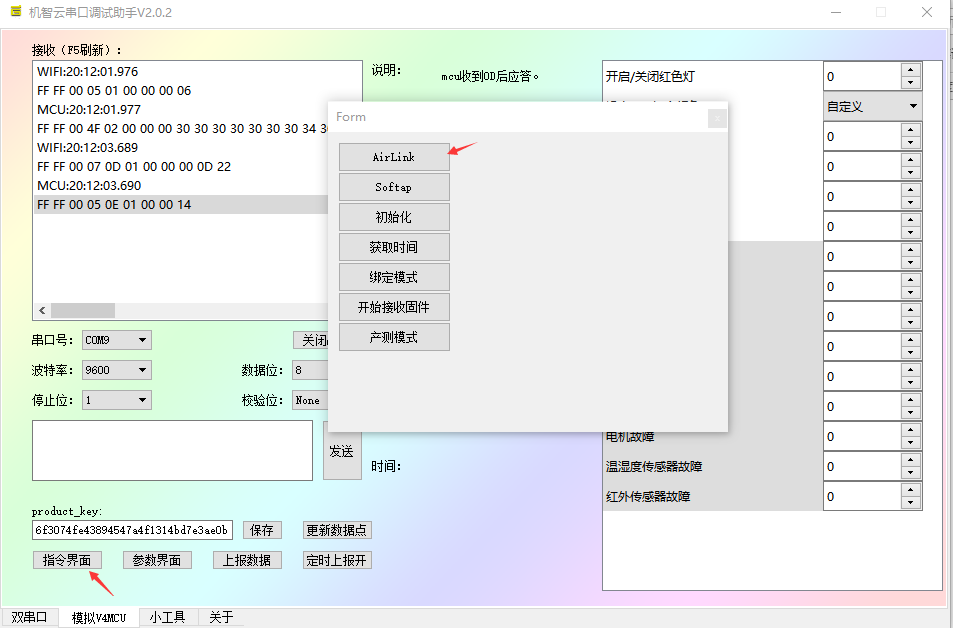 机智云串口调试助手V2.0.2
接收（F5刷新）:
WIFI:20:12:01.976
FF FF 00 05 01 00 00 00 06
MCU:20:12:01.977
FF FF 00 4F 02 00 00 00 30 30 30 30 30 30 34 3
WIFI:20:12:03.689
FF FF 00 07 0D 01 00 00 00 0D 22
MCU:20:12:03.690
FF FF 00 05 0E 01 00 00 14
说明:
mcu收到0D后应答。
开启/关闭红色灯
0
自定义
0
0
0
0
0
0
0
0
0
0
电机故障
0
温湿度传感器故障
0
红外传感器故障
0
Form
AirLink
Softap
初始化
获取时间
绑定模式
开始接收固件
产测模式
串口号:
COM9
关闭
波特率:
9600
数据位:
8
停止位:
1
校验位:
None
发送
时间:
product_key:
6f3074fe43894547a4f1314bd7e3ae0b
保存
更新数据点
指令界面
参数界面
上报数据
定时上报开
双串口
模拟V4MCU
小工具
关于